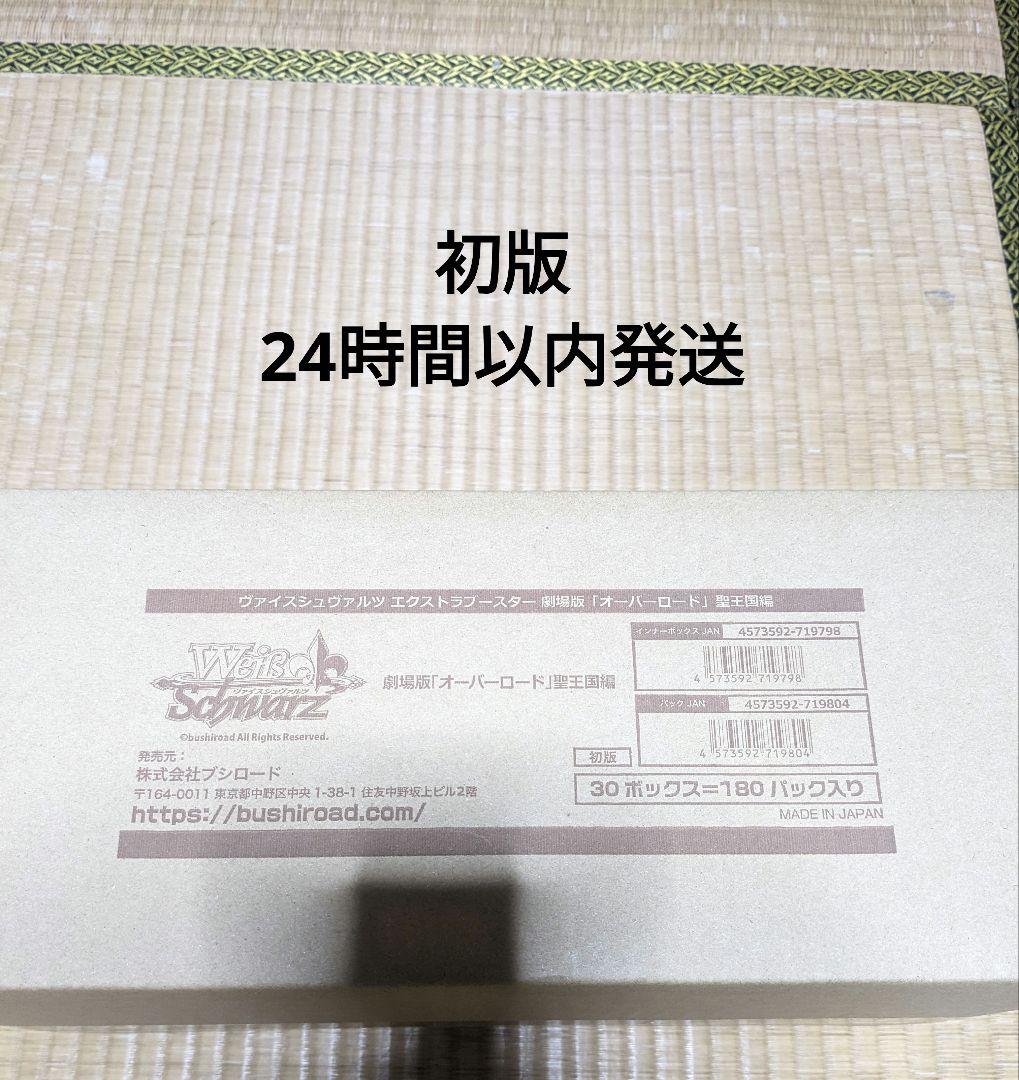 初版
24時間以内発送
ヴァイスシュヴァルツ エクストラブースター 劇場版「オーバーロード」聖王国編
Weiß
ヴァイスシュヴァルツ
Schwarz
©bushiroad All Rights Reserved.
劇場版「オーバーロード」聖王国編
インナーボックス JAN 4573592-719798
4 573592 719798
パック JAN 4573592-719804
4 573592 719804
発売元：
株式会社ブシロード
〒164-0011 東京都中野区中央 1-38-1 住友中野坂上ビル2階
https://bushiroad.com/
初版
30 ボックス=180 パック入り
MADE IN JAPAN